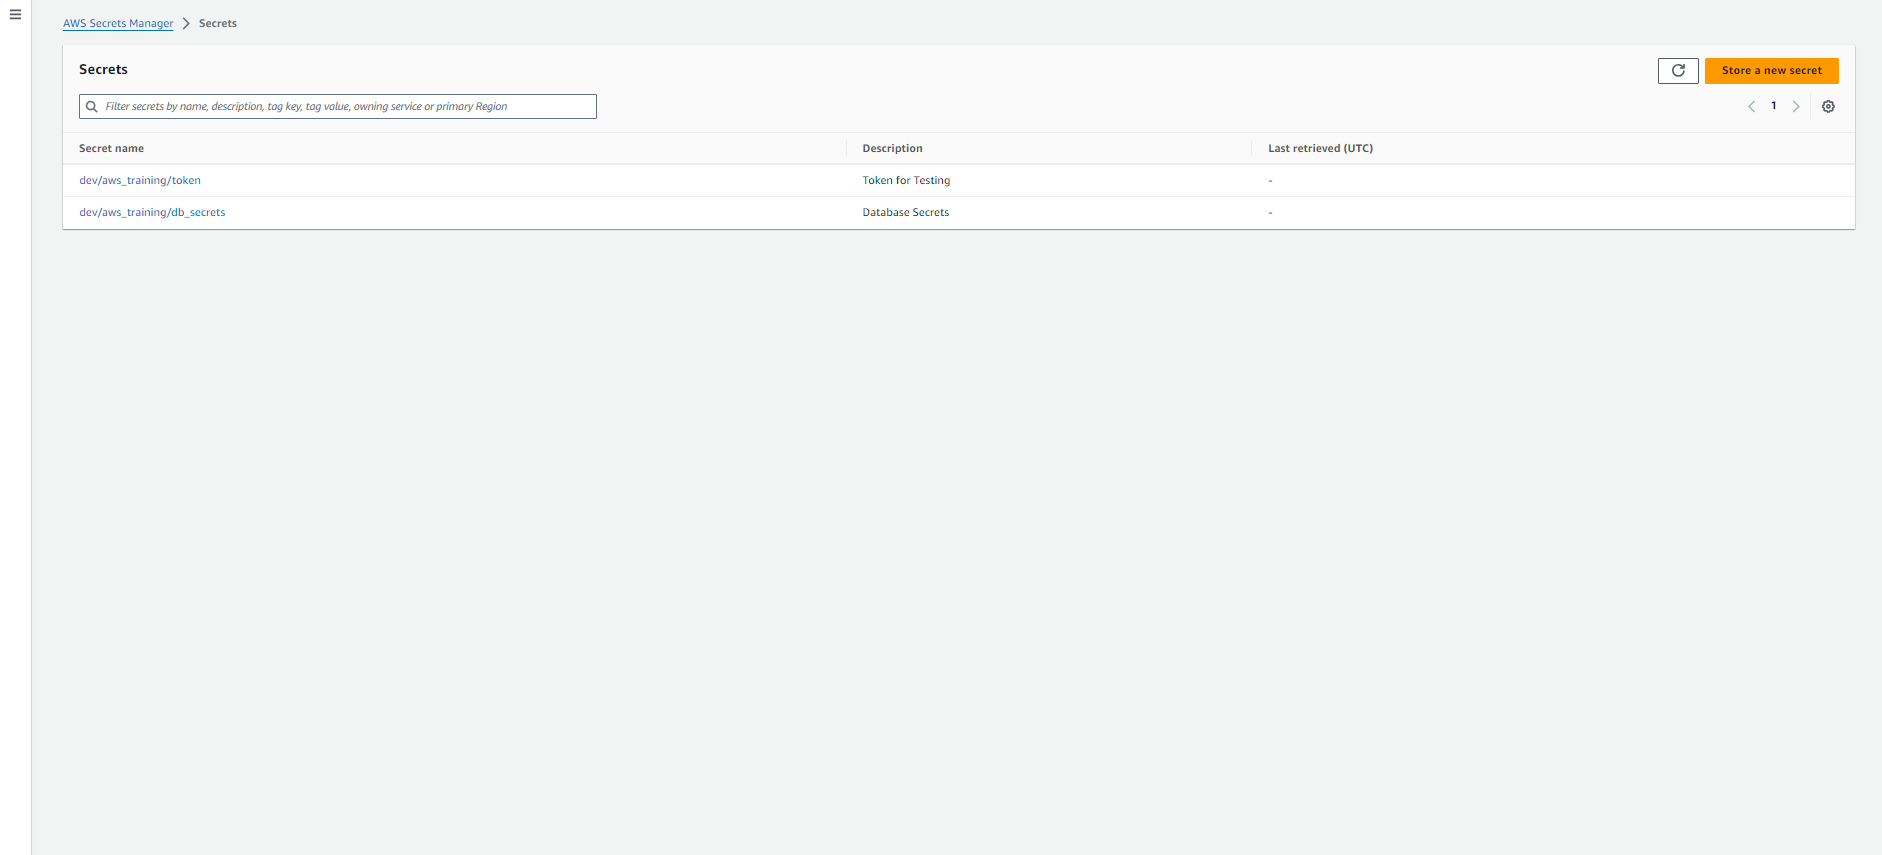 AWS Secrets Manager > Secrets
Secrets
Store a new secret
Filter secrets by name, description, tag key, tag value, owning service or primary Region
1
Secret name Description Last retrieved (UTC)
dev/aws_training/token Token for Testing -
dev/aws_training/db_secrets Database Secrets -